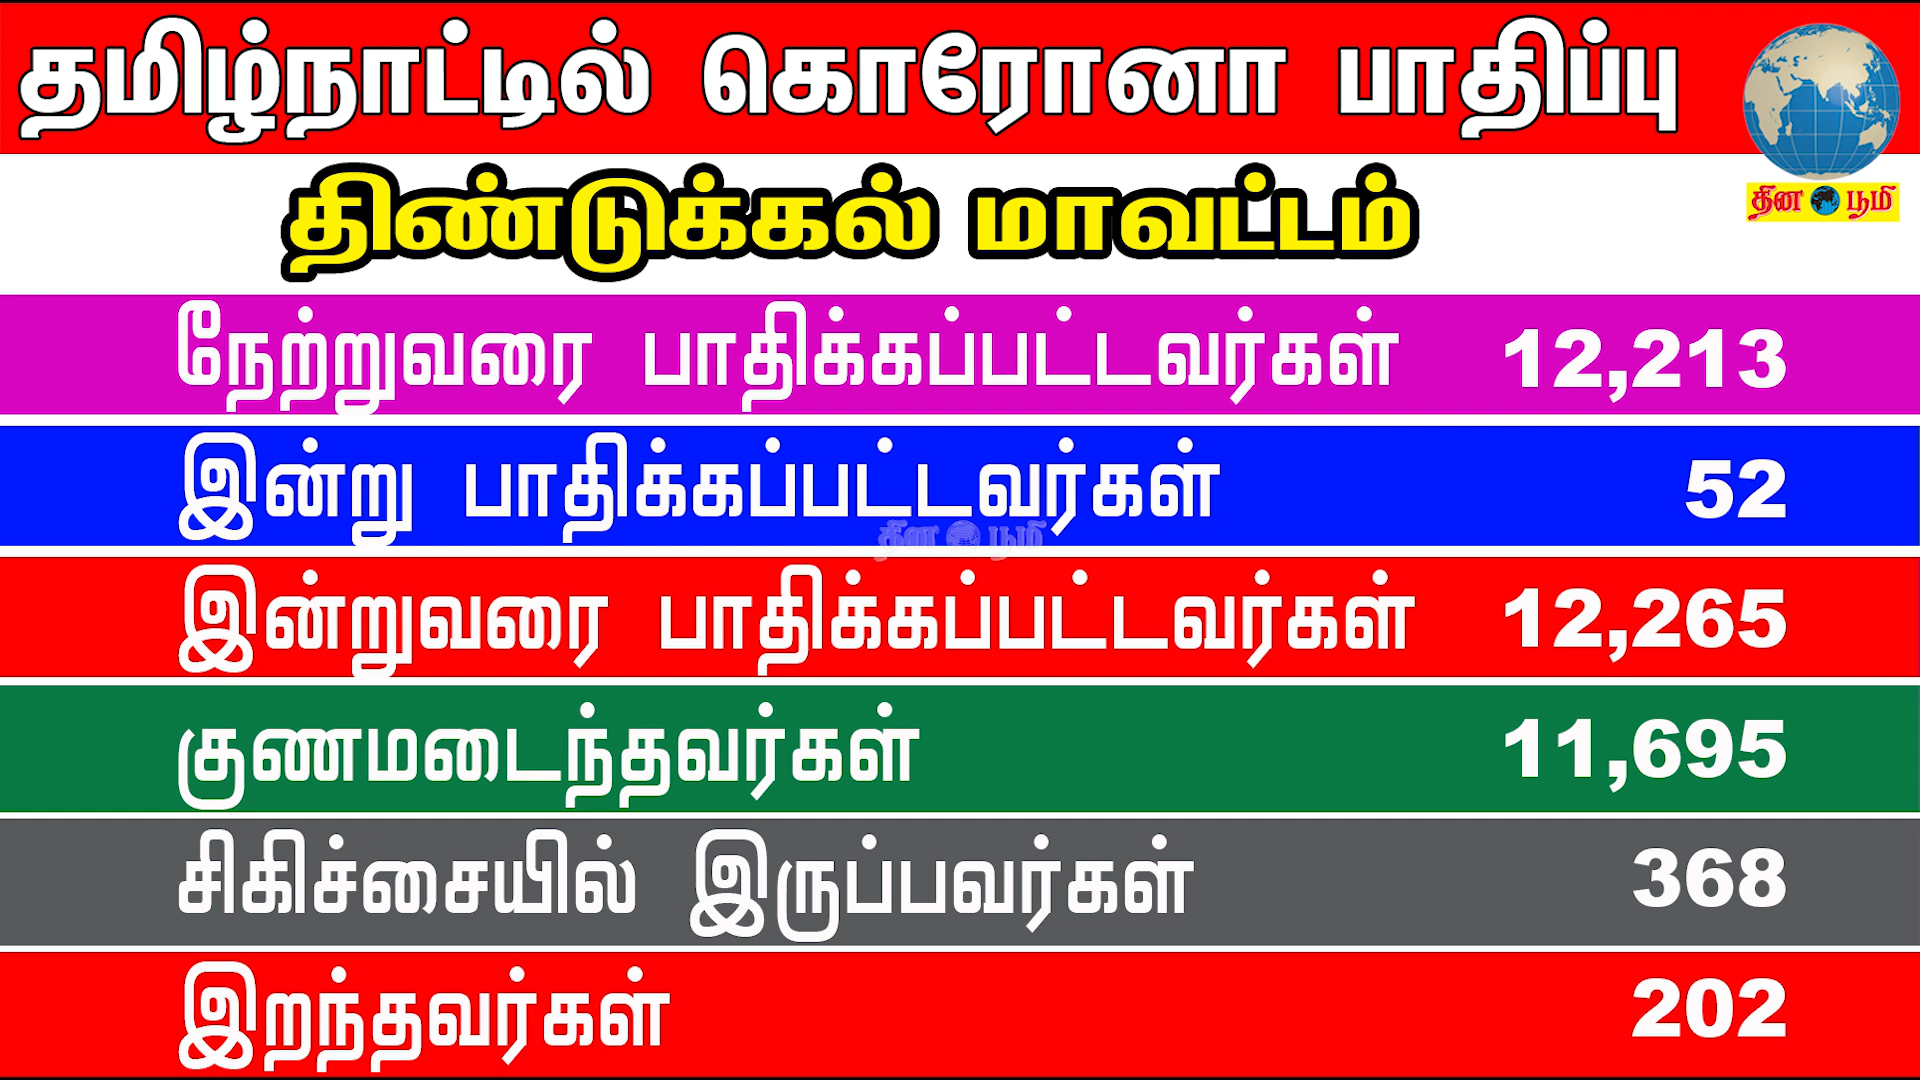 தமிழ்நாட்டில் கொரோனா பாதிப்பு
தின பூமி
திண்டுக்கல் மாவட்டம்
நேற்றுவரை பாதிக்கப்பட்டவர்கள் 12,213
இன்று பாதிக்கப்பட்டவர்கள் 52
தின பூமி
இன்றுவரை பாதிக்கப்பட்டவர்கள் 12,265
குணமடைந்தவர்கள் 11,695
சிகிச்சையில் இருப்பவர்கள் 368
இறந்தவர்கள் 202